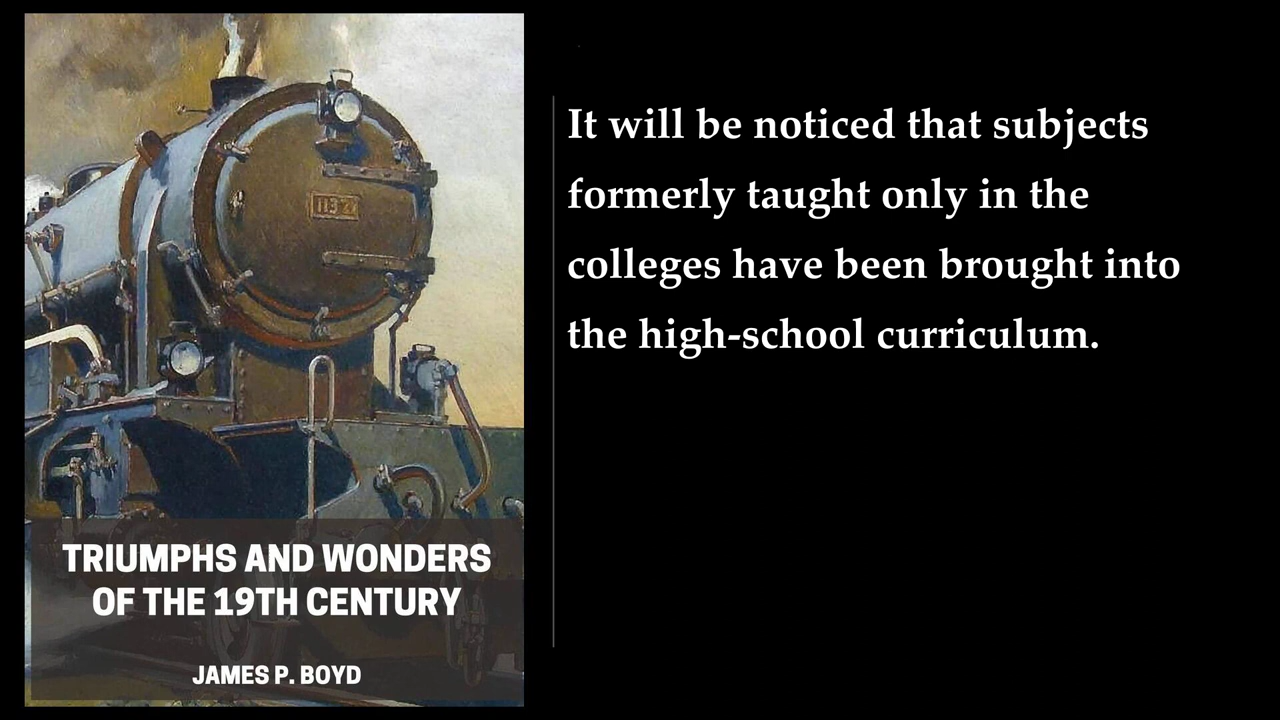 It will be noticed that subjects
formerly taught only in the
colleges have been brought into
the high-school curriculum.
TRIUMPHS AND WONDERS
OF THE 19TH CENTURY
JAMES P. BOYD